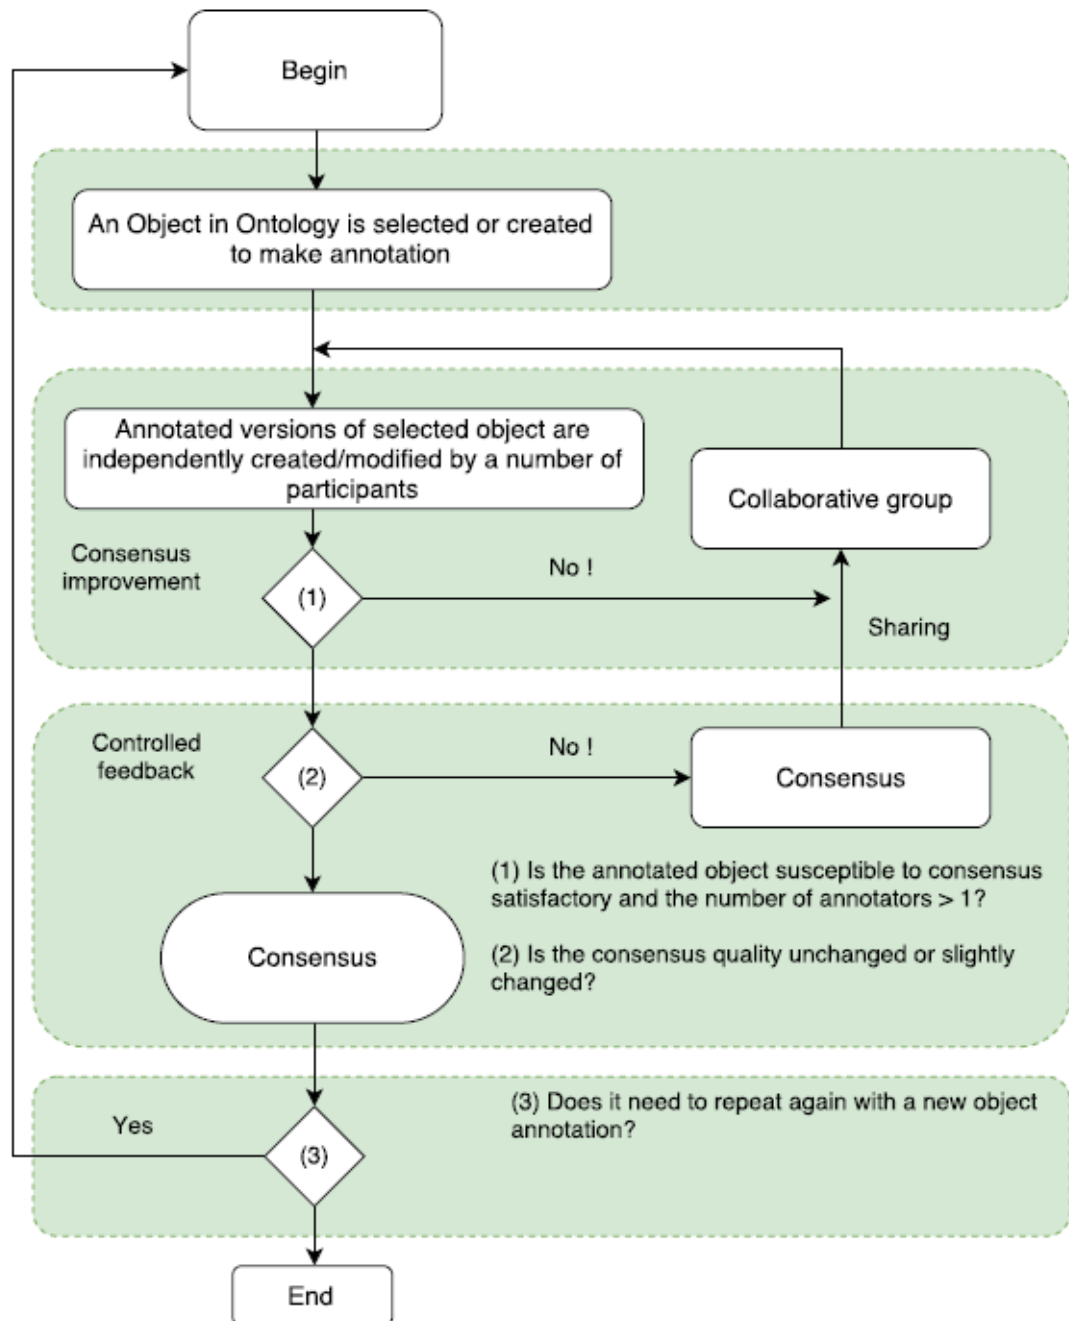 Begin
An Object in Ontology is selected or created
to make annotation
Annotated versions of selected object are
independently created/modified by a number of
participants
Collaborative group
Consensus
improvement
(1)
No !
Sharing
Controlled
feedback
(2)
No !
Consensus
(1) Is the annotated object susceptible to consensus
satisfactory and the number of annotators > 1?
Consensus
(2) Is the consensus quality unchanged or slightly
changed?
Yes
(3)
(3) Does it need to repeat again with a new object
annotation?
End